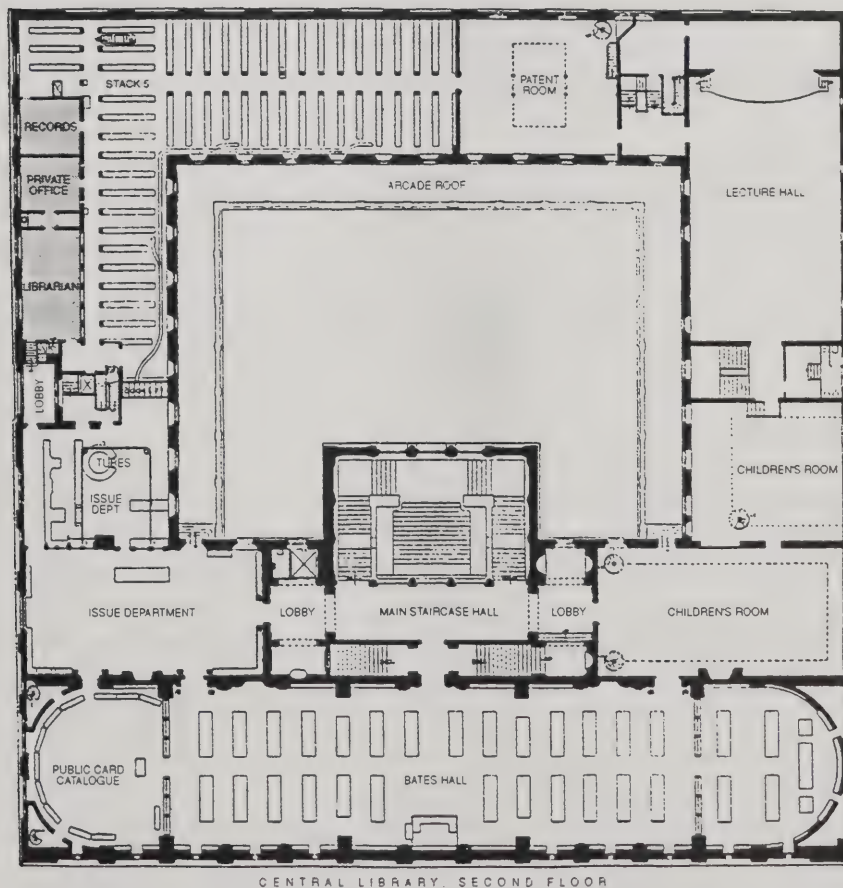 STACK 5
PATENT
ROOM
RECORDS
PRIVATE
OFFICE
ARCADE ROOF
LECTURE HALL
LIBRARIAN
LOBBY
CHILDREN'S ROOM
TUBES
ISSUE
DEPT
ISSUE DEPARTMENT
LOBBY
MAIN STAIRCASE HALL
LOBBY
CHILDREN'S ROOM
PUBLIC CARD
CATALOGUE
BATES HALL
CENTRAL LIBRARY, SECOND FLOOR